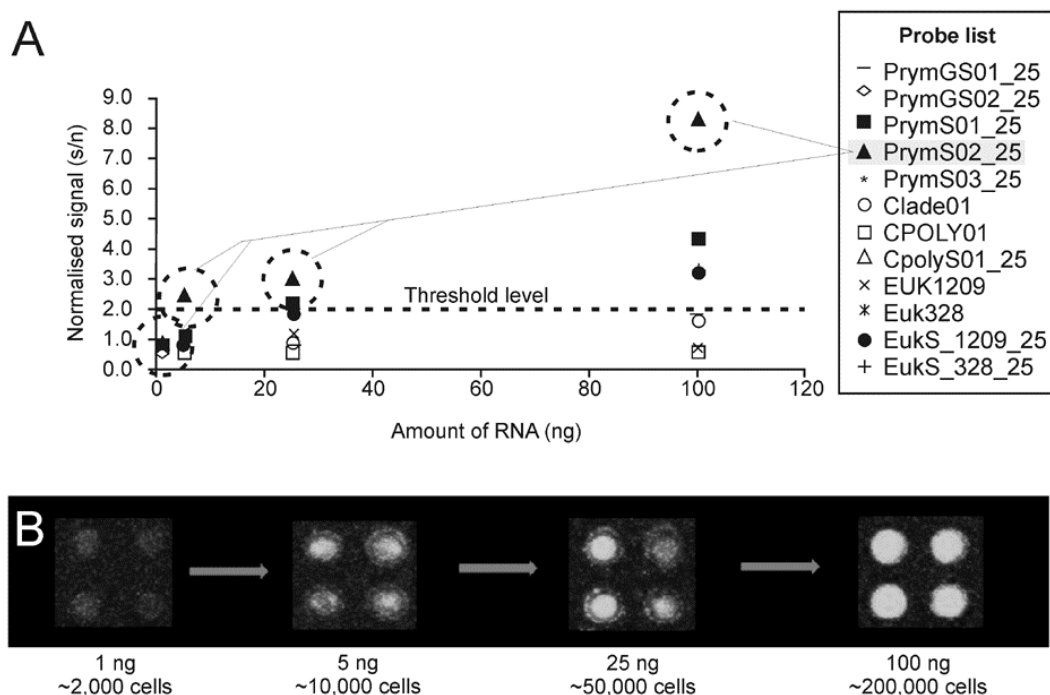 A
Normalised signal (s/n)
9.0
8.0
7.0
6.0
5.0
4.0
3.0
2.0
1.0
0.0
Threshold level
0 20 40 60 80 100 120
Amount of RNA (ng)
Probe list
PrymGS01_25
PrymGS02_25
PrymS01_25
PrymS02_25
PrymS03_25
Clade01
CPOLY01
CpolyS01_25
EUK1209
Euk328
EukS_1209_25
EukS_328_25
B
1 ng 5 ng 25 ng 100 ng
~2,000 cells ~10,000 cells ~50,000 cells ~200,000 cells